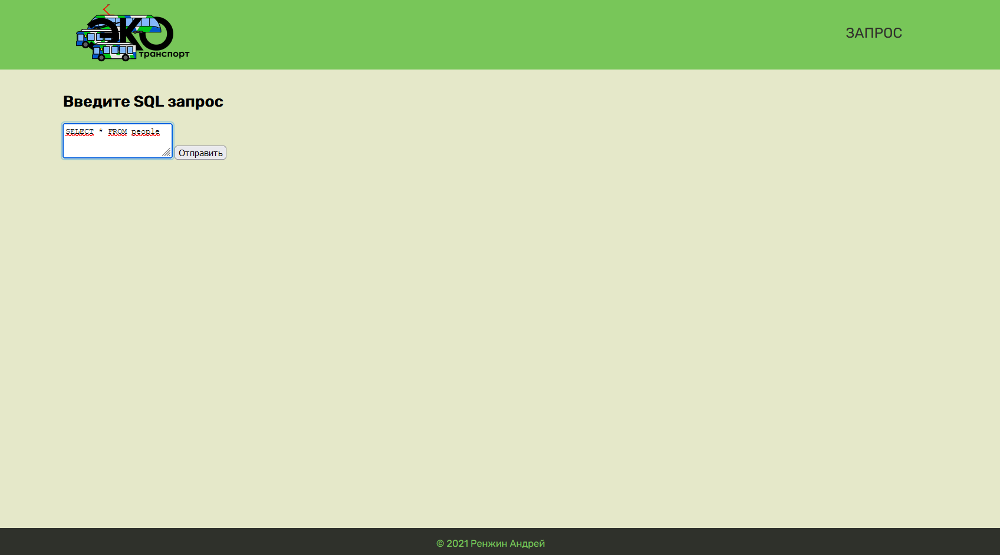 ЭКО
транспорт
ЗАПРОС
Введите SQL запрос
SELECT * FROM people
Отправить
© 2021 Ренжин Андрей